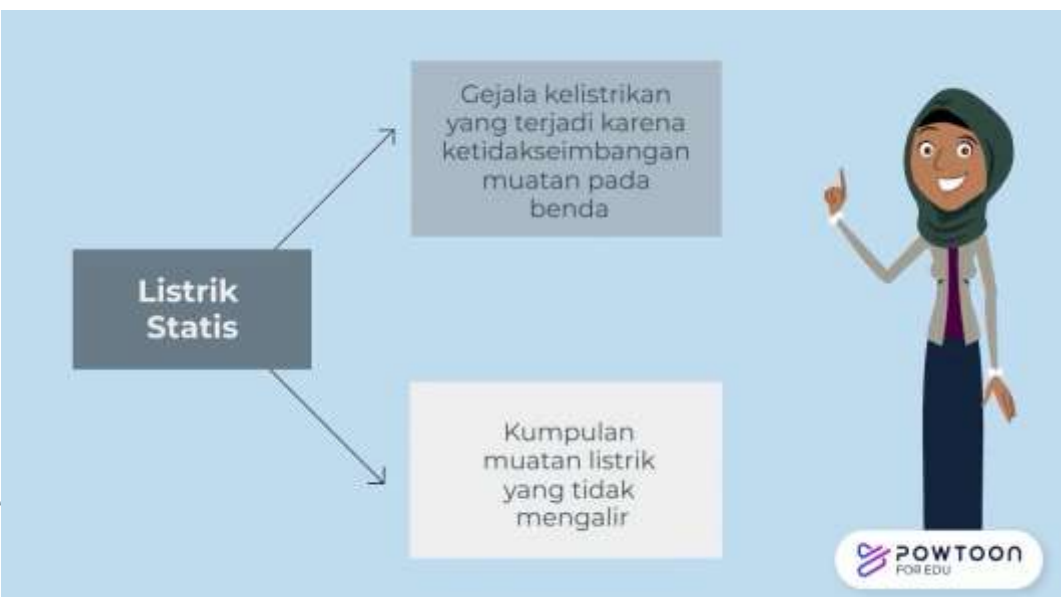 Gejala kelistrikan
yang terjadi karena
ketidakseimbangan
muatan pada
benda
Listrik
Statis
Kumpulan
muatan listrik
yang tidak
mengalir
POWTOON
FOR EDU